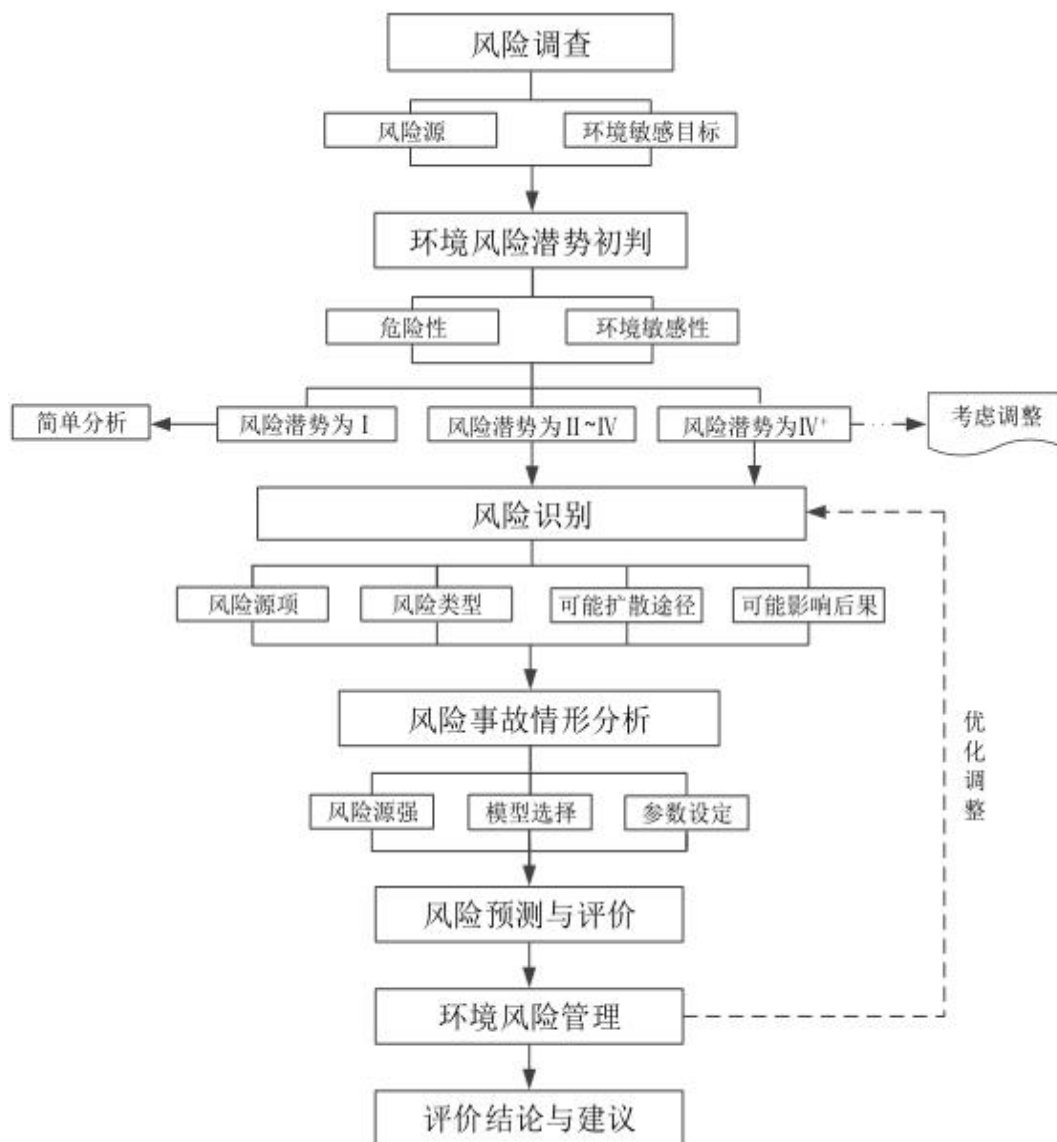 风险调查
风险源
环境敏感目标
环境风险潜势初判
危险性
环境敏感性
简单分析
风险潜势为Ⅰ
风险潜势为Ⅱ~Ⅳ
风险潜势为Ⅳ⁺
考虑调整
风险识别
风险源项
风险类型
可能扩散途径
可能影响后果
风险事故情形分析
优化调整
风险源强
模型选择
参数设定
风险预测与评价
环境风险管理
评价结论与建议